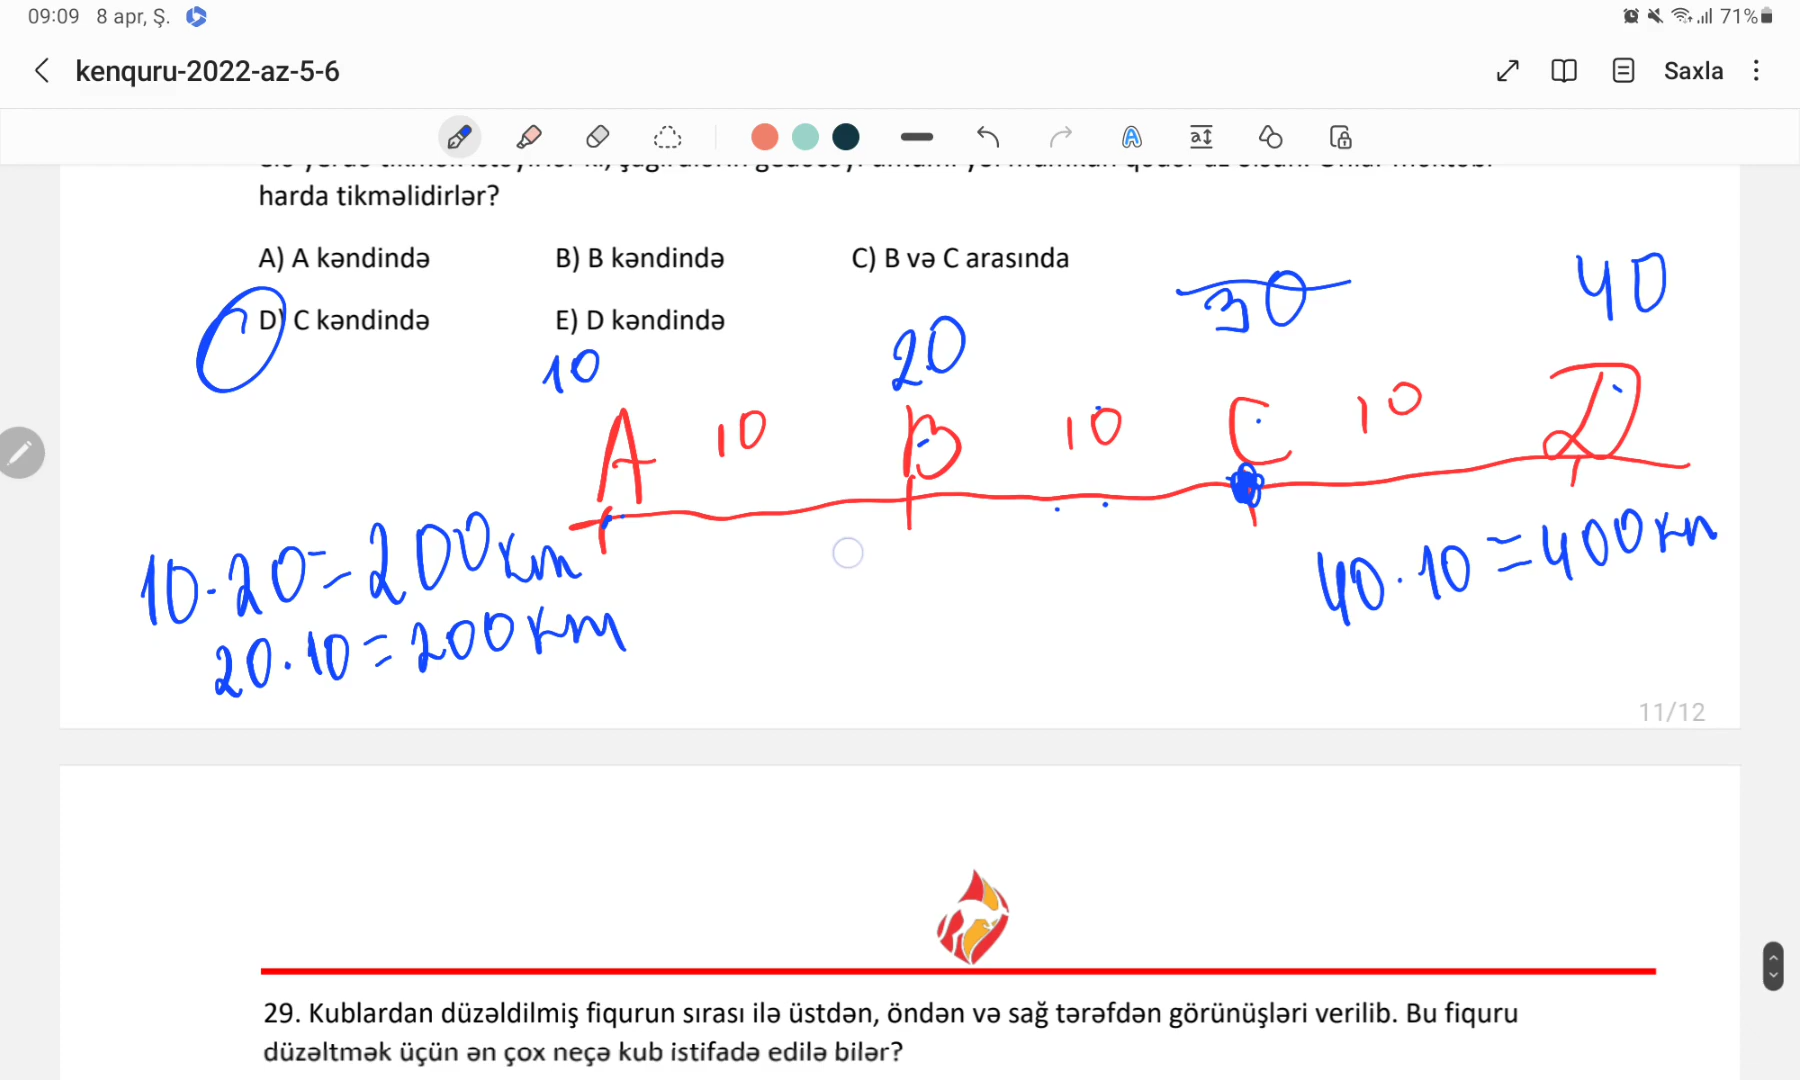 09:09 8 apr, Ş. 71%
kenquru-2022-az-5-6 Saxla
harda tikməlidirlər?
A) A kəndində B) B kəndində C) B və C arasında
D) C kəndində E) D kəndində
10 20 30 40
A 10 B 10 C 10 D
10·20=200km
20·10=200km
40·10=400km
11/12
29. Kublardan düzəldilmiş fiqurun sırası ilə üstdən, öndən və sağ tərəfdən görünüşləri verilib. Bu fiquru
düzəltmək üçün ən çox neçə kub istifadə edilə bilər?